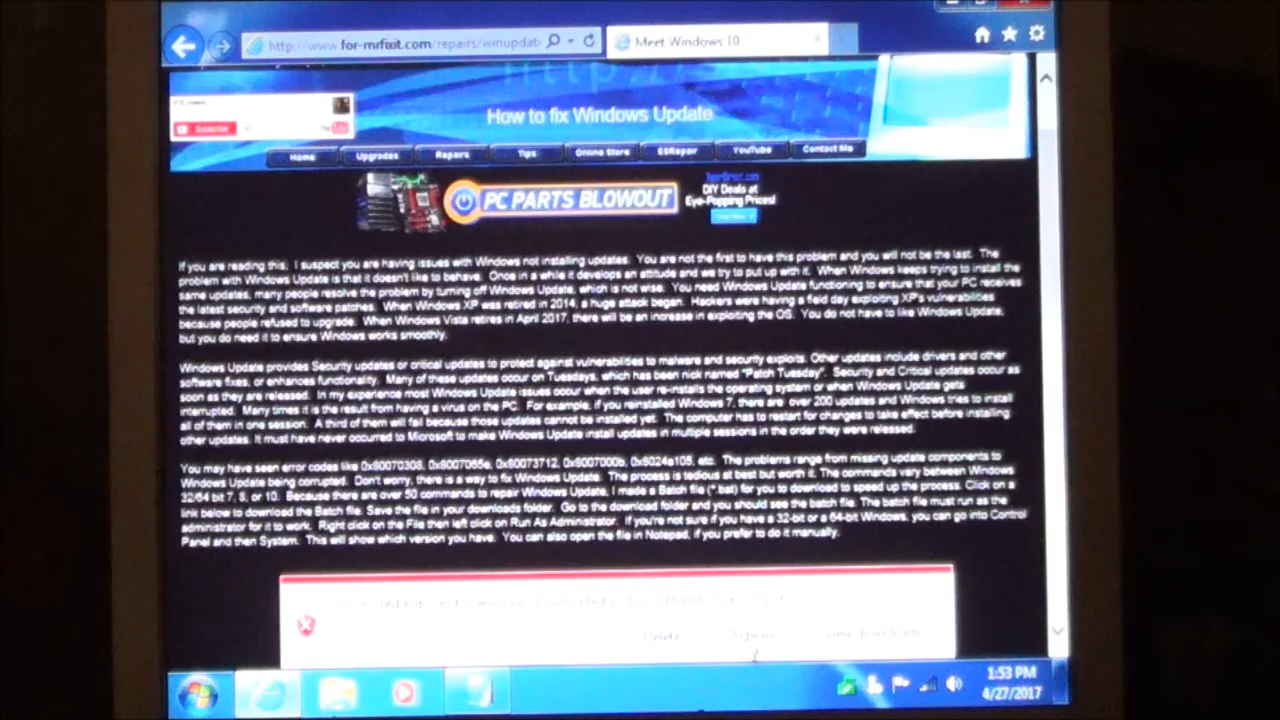 http://www.for-mrfixit.com/repairs/winupdat
Meet Windows 10
How to fix Windows Update
Subscribe
Home Upgrades Repairs Tips Online Store ESRepair YouTube Contact Me
TigerDirect.com
PC PARTS BLOWOUT
DIY Deals at
Eye-Popping Prices!
If you are reading this, I suspect you are having issues with Windows not installing updates. You are not the first to have this problem and you will not be the last. The
problem with Windows Update is that it doesn't like to behave. Once in a while it develops an attitude and we try to put up with it. When Windows keeps trying to install the
same updates, many people resolve the problem by turning off Windows Update, which is not wise. You need Windows Update functioning to ensure that your PC receives
the latest security and software patches. When Windows XP was retired in 2014, a huge attack began. Hackers were having a field day exploiting XP's vulnerabilities
because people refused to upgrade. When Windows Vista retires in April 2017, there will be an increase in exploiting the OS. You do not have to like Windows Update,
but you do need it to ensure Windows works smoothly.
Windows Update provides Security updates or critical updates to protect against vulnerabilities to malware and security exploits. Other updates include drivers and other
software fixes, or enhances functionality. Many of these updates occur on Tuesdays, which has been nick named "Patch Tuesday". Security and Critical updates occur as
soon as they are released. In my experience most Windows Update issues occur when the user re-installs the operating system or when Windows Update gets
interrupted. Many times it is the result from having a virus on the PC. For example, if you reinstalled Windows 7, there are over 200 updates and Windows tries to install
all of them in one session. A third of them will fail because those updates cannot be installed yet. The computer has to restart for changes to take effect before installing
other updates. It must have never occurred to Microsoft to make Windows Update install updates in multiple sessions in the order they were released.
You may have seen error codes like 0x80070308, 0x8007065e, 0x80073712, 0x8007000b, 0x8024a105, etc. The problems range from missing update components to
Windows Update being corrupted. Don't worry, there is a way to fix Windows Update. The process is tedious at best but worth it. The commands vary between Windows
32/64 bit 7, 8, or 10. Because there are over 50 commands to repair Windows Update, I made a Batch file (*.bat) for you to download to speed up the process. Click on a
link below to download the Batch file. Save the file in your downloads folder. Go to the download folder and you should see the batch file. The batch file must run as the
administrator for it to work. Right click on the File then left click on Run As Administrator. If you're not sure if you have a 32-bit or a 64-bit Windows, you can go into Control
Panel and then System. This will show which version you have. You can also open the file in Notepad, if you prefer to do it manually.
Delete Actions View downloads
1:53 PM
4/27/2017